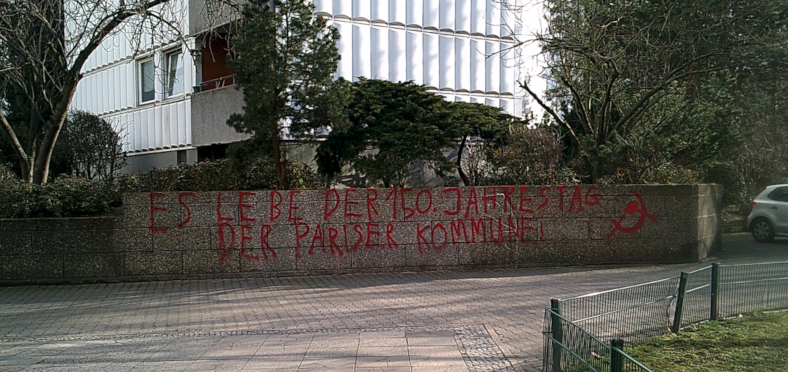 ES LEBE DER 150. JAHRESTAG
DER PARISER KOMMUNE!